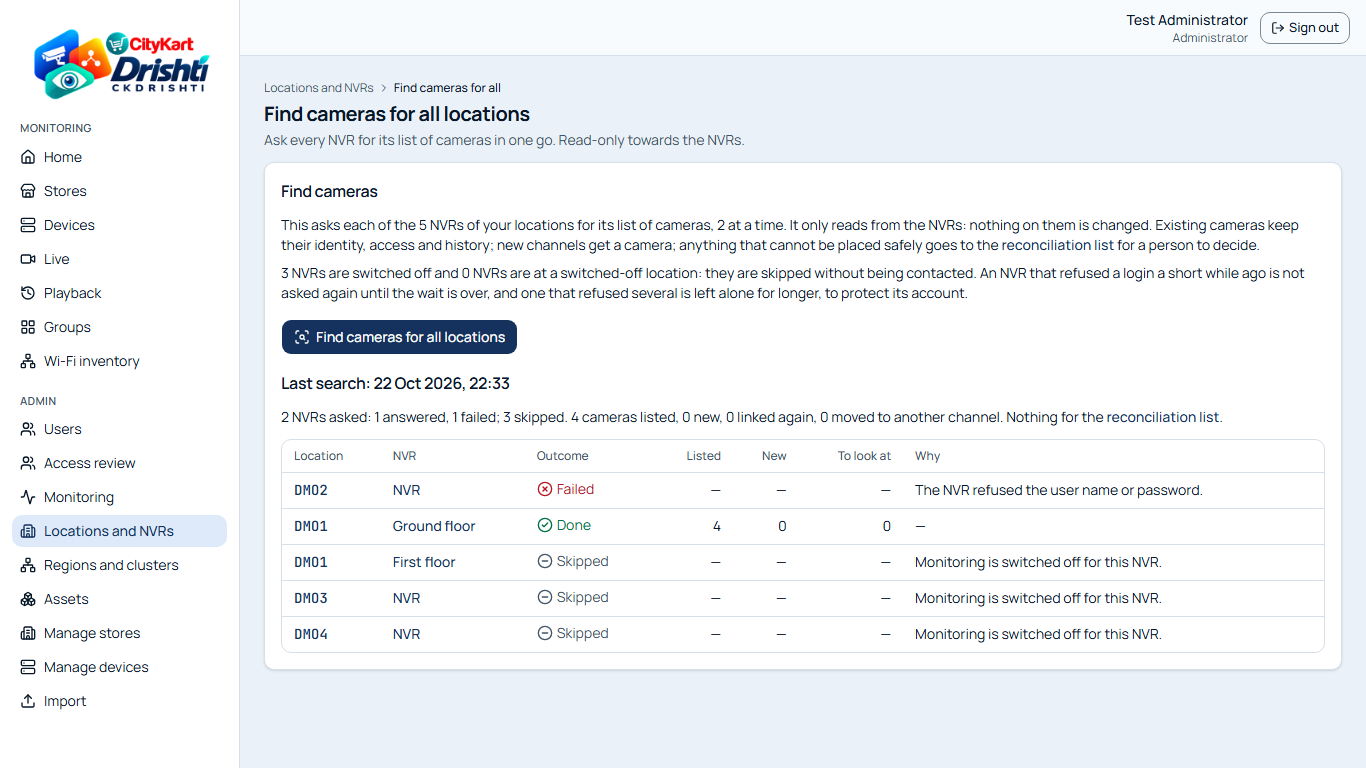 CityKart
Drishti
CKDRISHTI
Test Administrator
Administrator
Sign out
MONITORING
Home
Stores
Devices
Live
Playback
Groups
Wi-Fi inventory
ADMIN
Users
Access review
Monitoring
Locations and NVRs
Regions and clusters
Assets
Manage stores
Manage devices
Import
Locations and NVRs > Find cameras for all
Find cameras for all locations
Ask every NVR for its list of cameras in one go. Read-only towards the NVRs.
Find cameras
This asks each of the 5 NVRs of your locations for its list of cameras, 2 at a time. It only reads from the NVRs: nothing on them is changed. Existing cameras keep
their identity, access and history; new channels get a camera; anything that cannot be placed safely goes to the reconciliation list for a person to decide.
3 NVRs are switched off and 0 NVRs are at a switched-off location: they are skipped without being contacted. An NVR that refused a login a short while ago is not
asked again until the wait is over, and one that refused several is left alone for longer, to protect its account.
Find cameras for all locations
Last search: 22 Oct 2026, 22:33
2 NVRs asked: 1 answered, 1 failed; 3 skipped. 4 cameras listed, 0 new, 0 linked again, 0 moved to another channel. Nothing for the reconciliation list.
Location NVR Outcome Listed New To look at Why
DM02 NVR Failed — — — The NVR refused the user name or password.
DM01 Ground floor Done 4 0 0 —
DM01 First floor Skipped — — — Monitoring is switched off for this NVR.
DM03 NVR Skipped — — — Monitoring is switched off for this NVR.
DM04 NVR Skipped — — — Monitoring is switched off for this NVR.